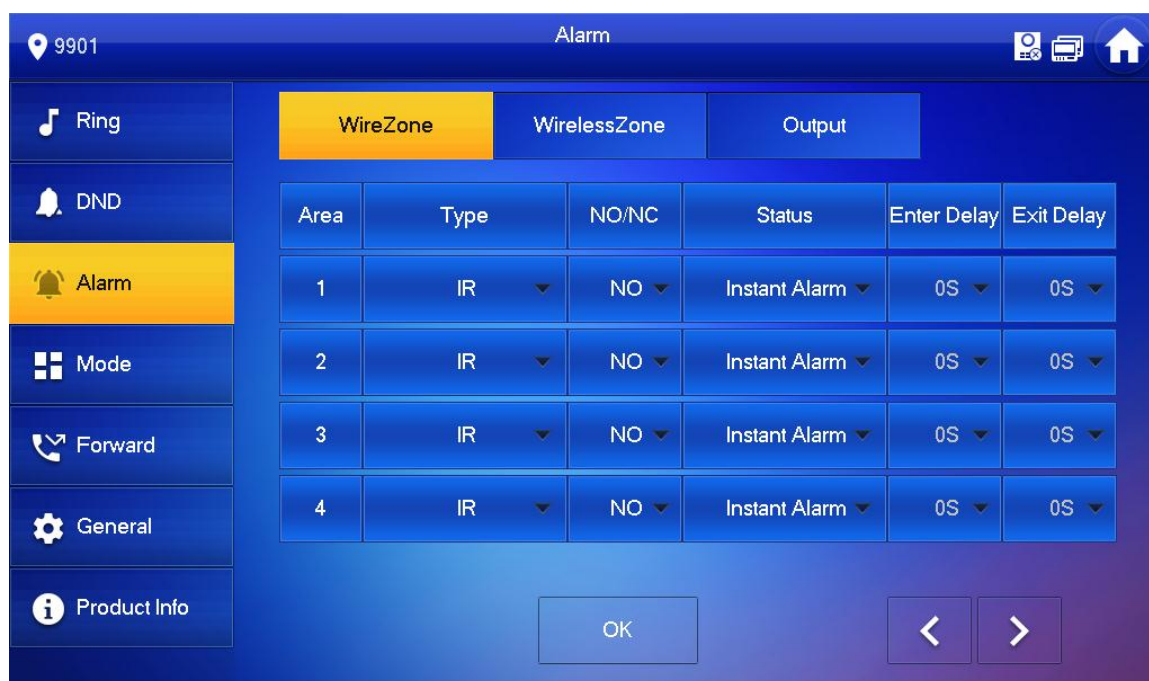 9901 Alarm
Ring
DND
Alarm
Mode
Forward
General
Product Info
WireZone WirelessZone Output
Area Type NO/NC Status Enter Delay Exit Delay
1 IR NO Instant Alarm 0S 0S
2 IR NO Instant Alarm 0S 0S
3 IR NO Instant Alarm 0S 0S
4 IR NO Instant Alarm 0S 0S
OK